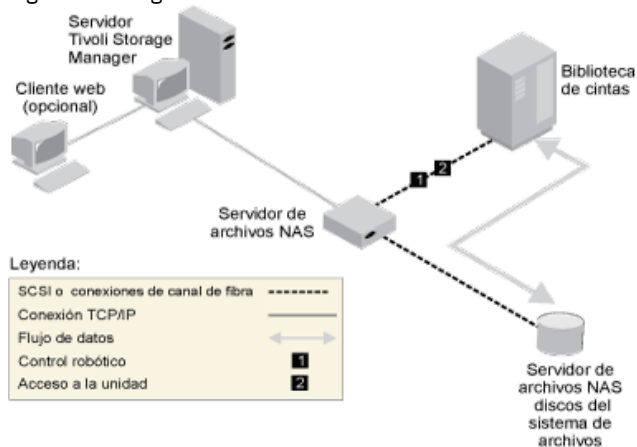 Servidor
Tivoli Storage
Manager
Cliente web
(opcional)
Biblioteca
de cintas
1
2
Servidor de
archivos NAS
Leyenda:
SCSI o conexiones de canal de fibra
Conexión TCP/IP
Flujo de datos
Control robótico 1
Acceso a la unidad 2
Servidor de
archivos NAS
discos del
sistema de
archivos